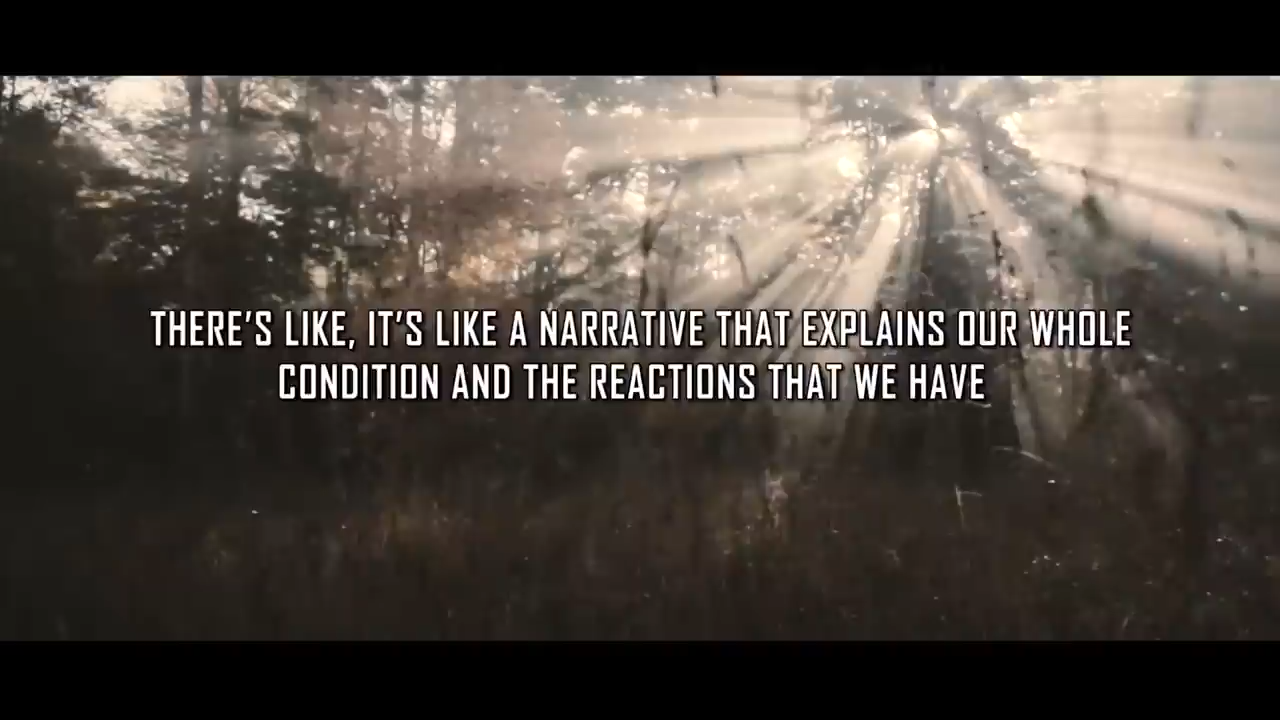 THERE'S LIKE, IT'S LIKE A NARRATIVE THAT EXPLAINS OUR WHOLE
CONDITION AND THE REACTIONS THAT WE HAVE